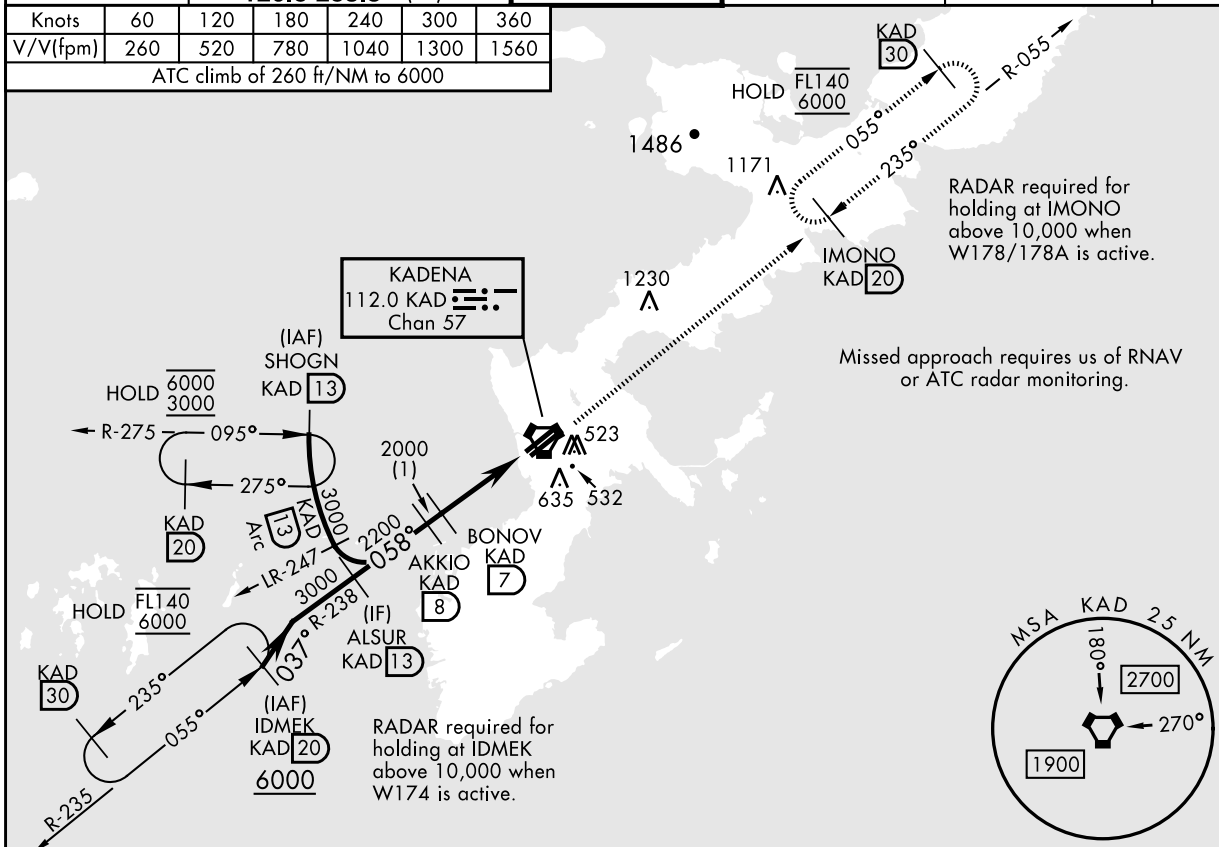 Knots 60 120 180 240 300 360
V/V(fpm) 260 520 780 1040 1300 1560
ATC climb of 260 ft/NM to 6000
KAD
30
R-055
HOLD FL140
6000
055°
235°
1486
1171
RADAR required for
holding at IMONO
above 10,000 when
W178/178A is active.
IMONO
KAD 20
1230
KADENA
112.0 KAD
Chan 57
Missed approach requires us of RNAV
or ATC radar monitoring.
(IAF)
SHOGN
KAD 13
HOLD 6000
3000
R-275
095°
275°
KAD
20
3000
KAD
13
Arc
LR-247
523
532
635
2000
(1)
2200
058°
BONOV
KAD
7
AKKIO
KAD
8
3000
R-238
(IF)
ALSUR
KAD 13
HOLD FL140
6000
037°
KAD
30
235°
055°
R-235
(IAF)
IDMEK
KAD 20
6000
RADAR required for
holding at IDMEK
above 10,000 when
W174 is active.
MSA KAD 25 NM
180°
2700
270°
1900